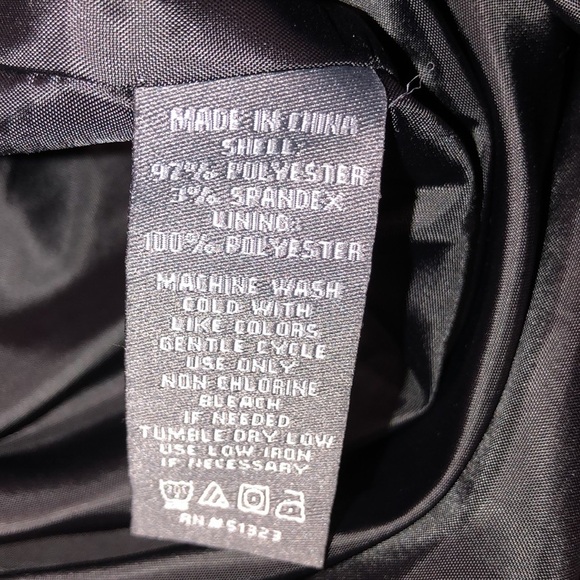 MADE IN CHINA
SHELL:
97% POLYESTER
3% SPANDEX
LINING:
100% POLYESTER
MACHINE WASH
COLD WITH
LIKE COLORS
GENTLE CYCLE
USE ONLY
NON CHLORINE
BLEACH
IF NEEDED
TUMBLE DRY LOW
USE LOW IRON
IF NECESSARY
RN#51323